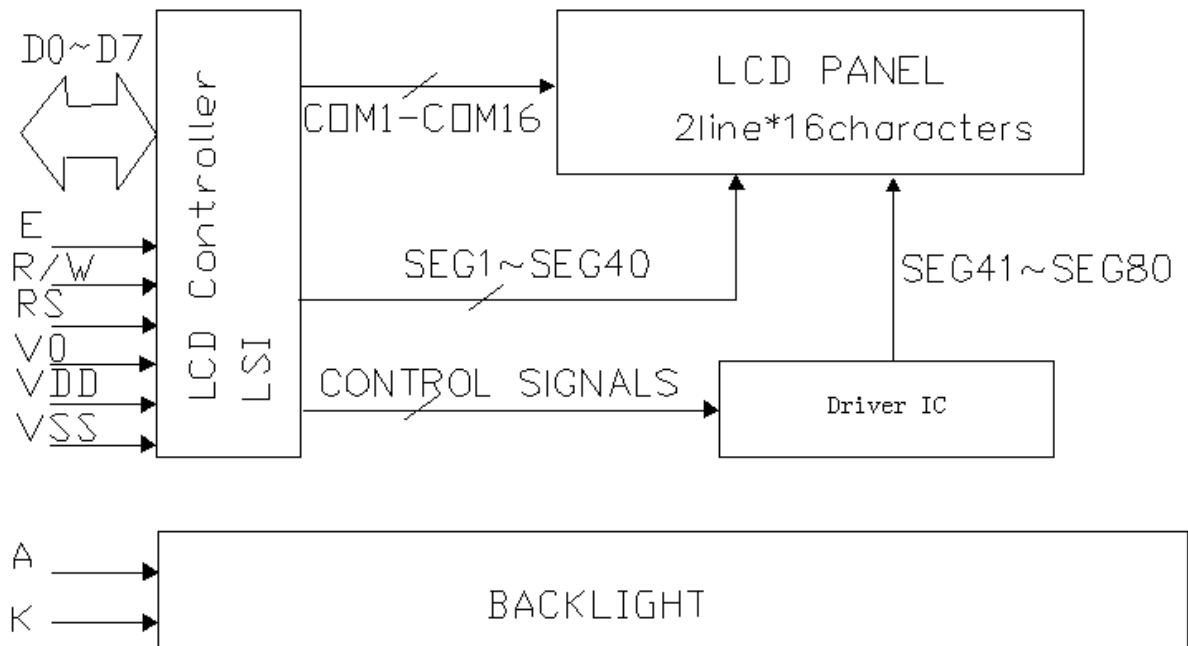 D0~D7
E
R/W
RS
V0
VDD
VSS
LCD Controller
LSI
COM1-COM16
LCD PANEL
2line*16characters
SEG1~SEG40
SEG41~SEG80
CONTROL SIGNALS
Driver IC
A
K
BACKLIGHT